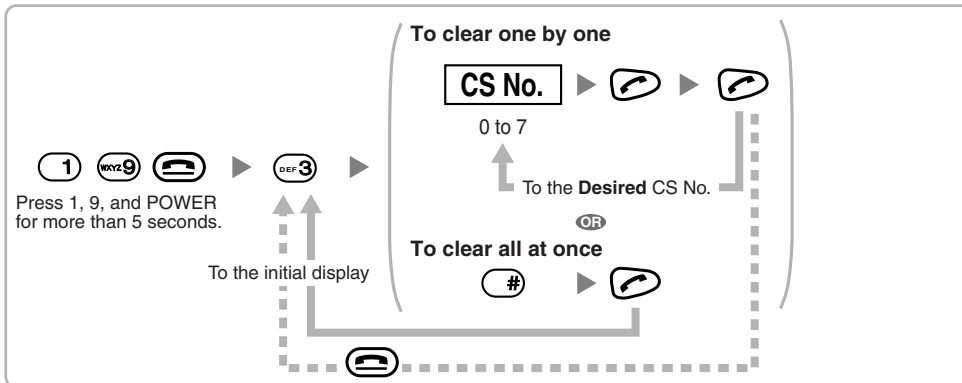 To clear one by one
CS No.
0 to 7
1 WXYZ9 DEF3
Press 1, 9, and POWER
for more than 5 seconds.
To the Desired CS No.
OR
To clear all at once
#
To the initial display